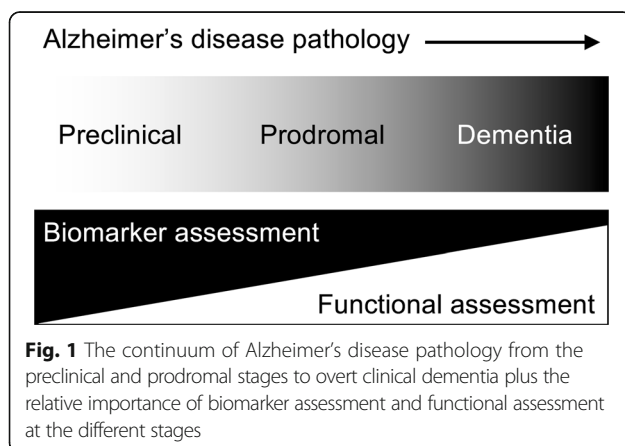 Alzheimer's disease pathology
Preclinical Prodromal Dementia
Biomarker assessment
Functional assessment
Fig. 1 The continuum of Alzheimer's disease pathology from the
preclinical and prodromal stages to overt clinical dementia plus the
relative importance of biomarker assessment and functional assessment
at the different stages